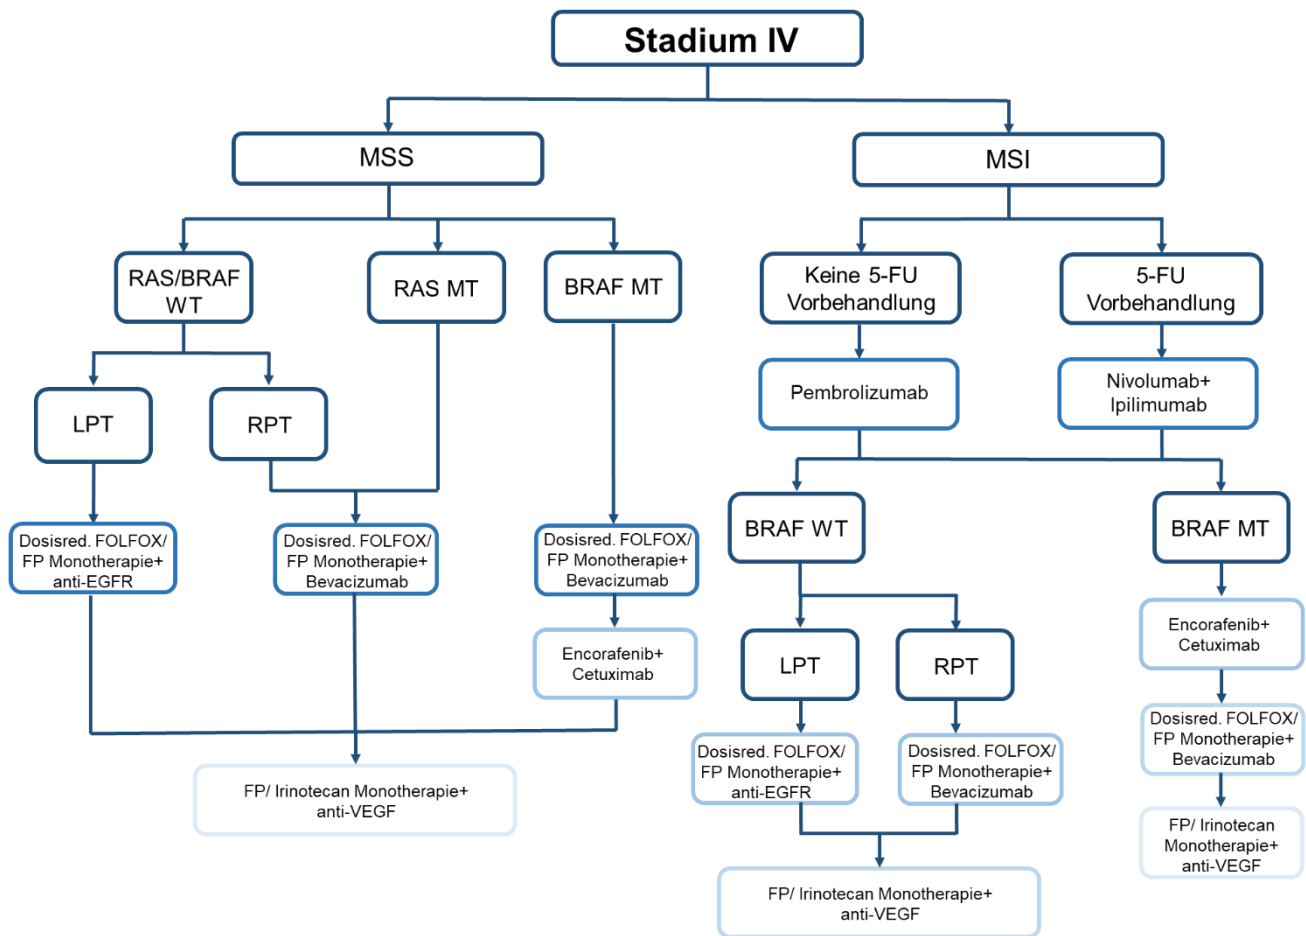 Stadium IV
MSS
MSI
RAS/BRAF
WT
RAS MT
BRAF MT
Keine 5-FU
Vorbehandlung
5-FU
Vorbehandlung
LPT
RPT
Pembrolizumab
Nivolumab+
Ipilimumab
Dosisred. FOLFOX/
FP Monotherapie+
anti-EGFR
Dosisred. FOLFOX/
FP Monotherapie+
Bevacizumab
Dosisred. FOLFOX/
FP Monotherapie+
Bevacizumab
BRAF WT
BRAF MT
Encorafenib+
Cetuximab
LPT
RPT
Encorafenib+
Cetuximab
Dosisred. FOLFOX/
FP Monotherapie+
anti-EGFR
Dosisred. FOLFOX/
FP Monotherapie+
Bevacizumab
Dosisred. FOLFOX/
FP Monotherapie+
Bevacizumab
FP/ Irinotecan Monotherapie+
anti-VEGF
FP/ Irinotecan
Monotherapie+
anti-VEGF
FP/ Irinotecan Monotherapie+
anti-VEGF